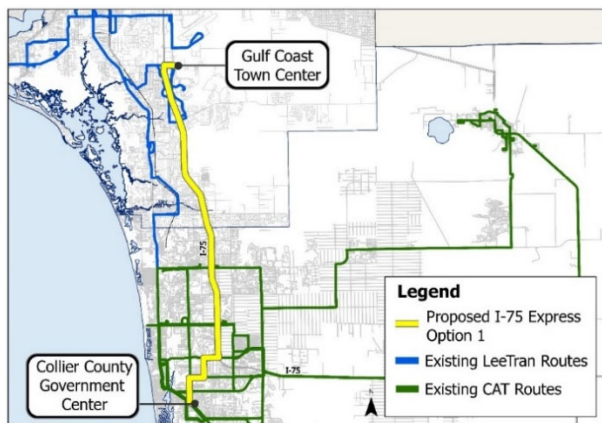 Gulf Coast
Town Center
I-75
Legend
Proposed I-75 Express
Option 1
Existing LeeTran Routes
Existing CAT Routes
Collier County
Government
Center
I-75